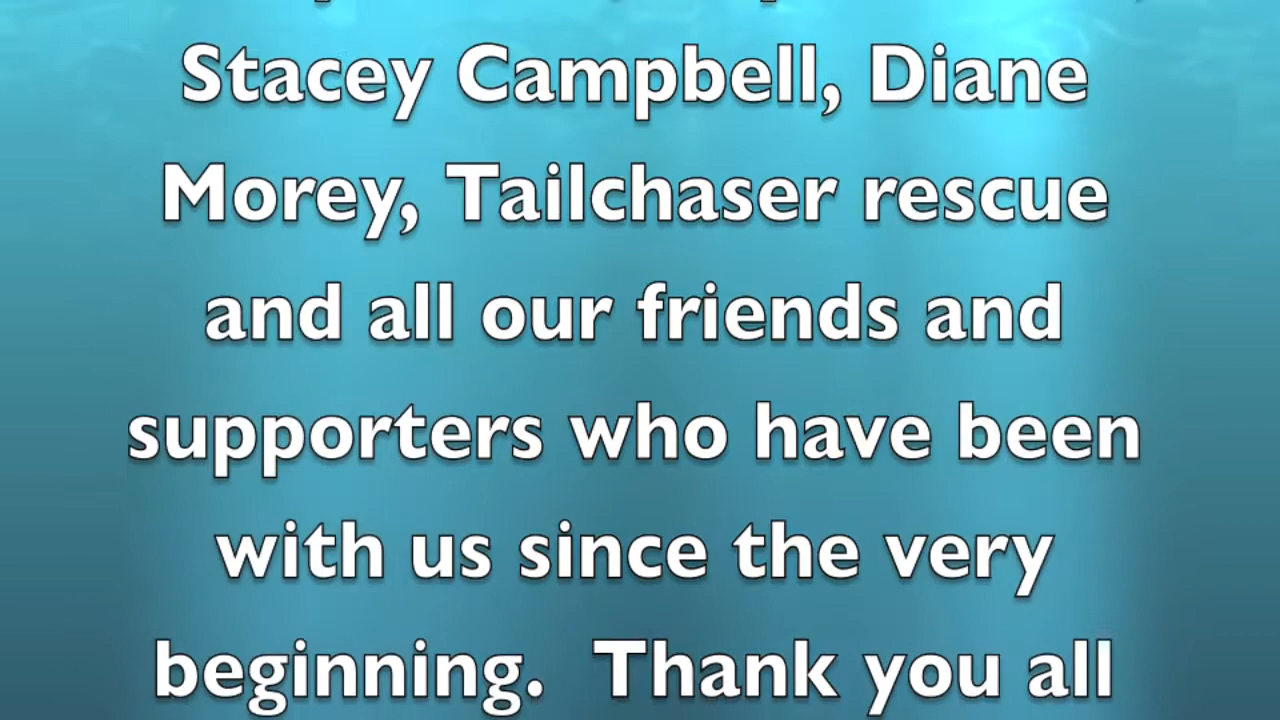 Stacey Campbell, Diane
Morey, Tailchaser rescue
and all our friends and
supporters who have been
with us since the very
beginning.  Thank you all